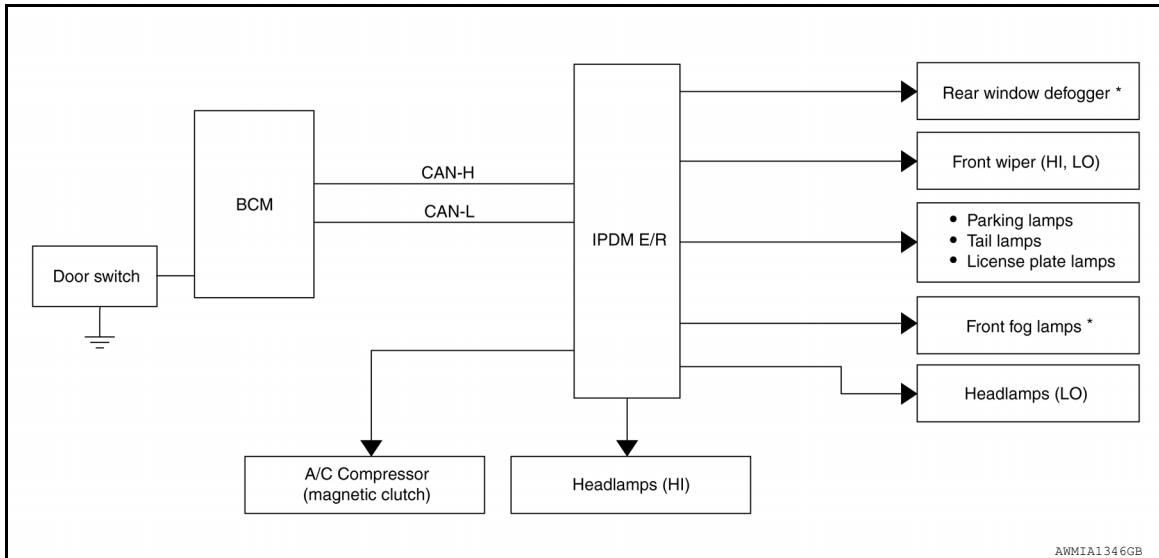 Rear window defogger *
CAN-H
Front wiper (HI, LO)
BCM
CAN-L
IPDM E/R
• Parking lamps
• Tail lamps
• License plate lamps
Door switch
Front fog lamps *
Headlamps (LO)
A/C Compressor
(magnetic clutch)
Headlamps (HI)
AWMIA1346GB